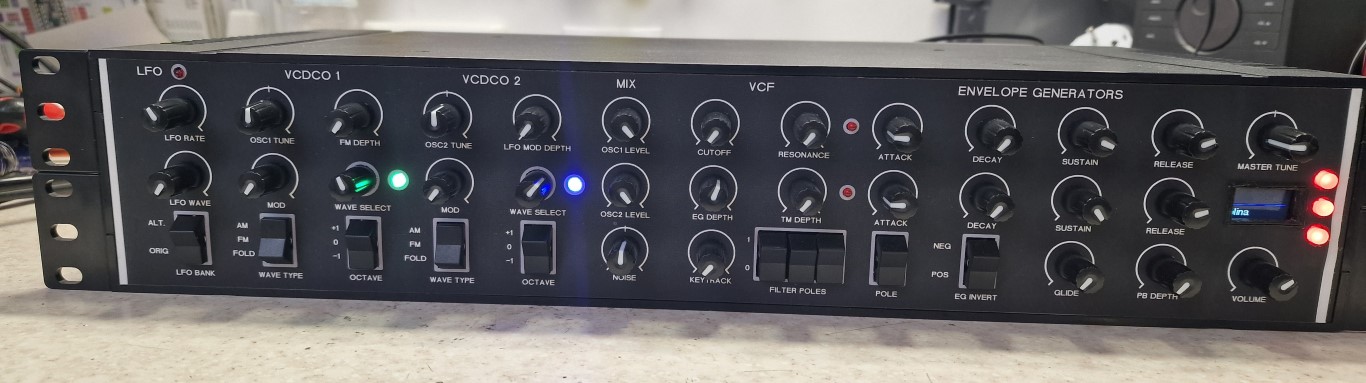 LFO VCDCO 1 VCDCO 2 MIX VCF ENVELOPE GENERATORS
LFO RATE OSC1 TUNE FM DEPTH OSC2 TUNE LFO MOD DEPTH OSC1 LEVEL CUTOFF RESONANCE ATTACK DECAY SUSTAIN RELEASE MASTER TUNE
LFO WAVE MOD WAVE SELECT MOD WAVE SELECT OSC2 LEVEL EG DEPTH TM DEPTH ATTACK DECAY SUSTAIN RELEASE
ALT. AM +1 AM +1 1 NEG
FM 0 FM 0
ORIG FOLD -1 FOLD -1 0 POS
LFO BANK WAVE TYPE OCTAVE WAVE TYPE OCTAVE NOISE KEYTRACK FILTER POLES POLE EG INVERT GLIDE PB DEPTH VOLUME